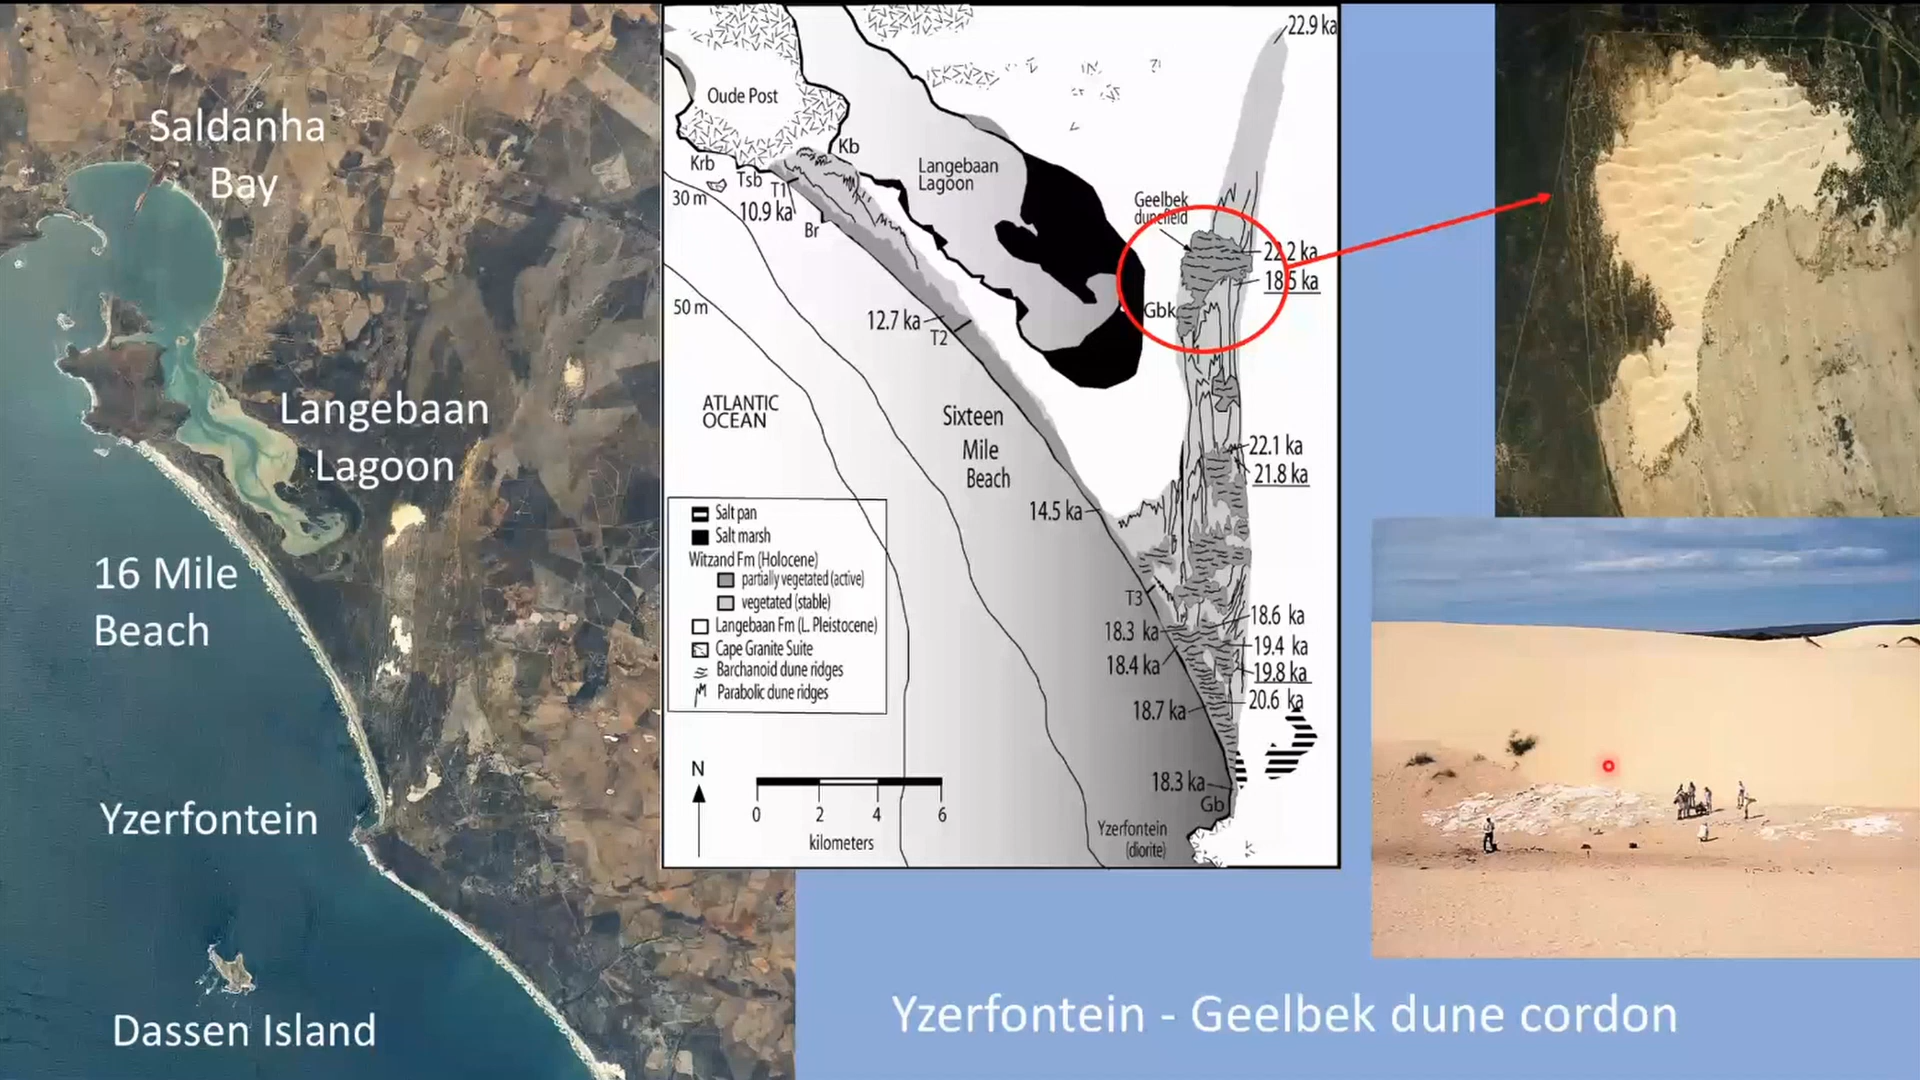 Saldanha
Bay
Langebaan
Lagoon
16 Mile
Beach
Yzerfontein
Dassen Island
22.9 ka
Oude Post
Kb
Krb
Tsb
T1
30 m
10.9 ka
Br
Langebaan
Lagoon
Geelbek
dunefield
22.2 ka
18.5 ka
Gbk
50 m
12.7 ka
T2
ATLANTIC
OCEAN
Sixteen
Mile
Beach
22.1 ka
21.8 ka
14.5 ka
Salt pan
Salt marsh
Witzand Fm (Holocene)
partially vegetated (active)
vegetated (stable)
Langebaan Fm (L. Pleistocene)
Cape Granite Suite
Barchanoid dune ridges
Parabolic dune ridges
T3
18.3 ka
18.6 ka
19.4 ka
18.4 ka
19.8 ka
20.6 ka
18.7 ka
18.3 ka
Gb
N
0 2 4 6
kilometers
Yzerfontein
(diorite)
Yzerfontein - Geelbek dune cordon